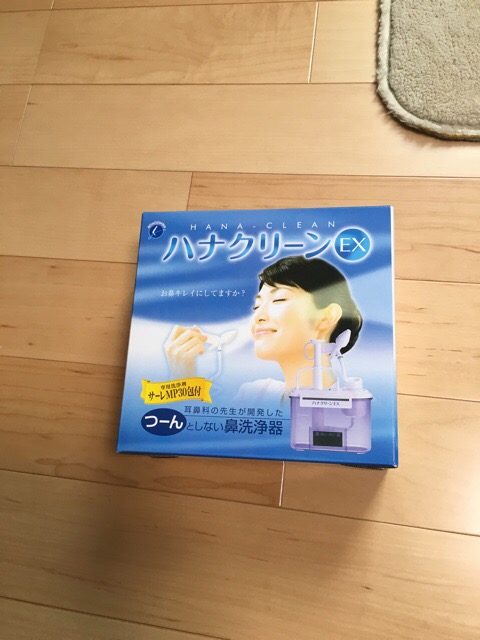 HANA-CLEAN
ハナクリーンEX
お鼻キレイにしてますか？
専用洗浄剤
サーレMP30包付
耳鼻科の先生が開発した
つーんとしない鼻洗浄器
ハナクリーンEX